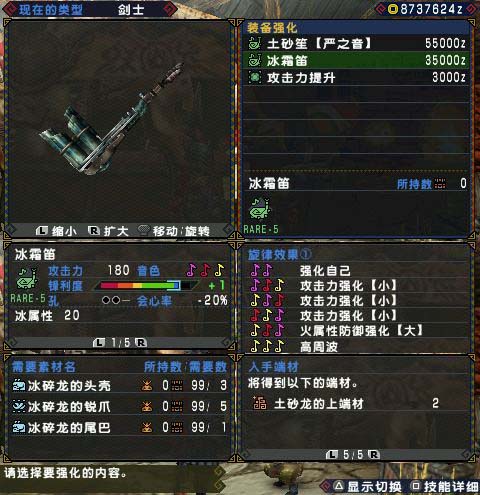 现在的类型 剑士
8737624z
装备强化
土砂笙【严之音】 55000z
冰霜笛 35000z
攻击力提升 3000z
冰霜笛 所持数 0
RARE-5
L 缩小 R 扩大 移动/旋转
冰霜笛
攻击力 180 音色
锋利度 +1
RARE-5 孔 ○○— 会心率 -20%
冰属性 20
L 1/5 R
旋律效果①
强化自己
攻击力强化【小】
攻击力强化【小】
攻击力强化【小】
火属性防御强化【大】
高周波
需要素材名 所持数/需要数
冰碎龙的头壳 0 99/ 3
冰碎龙的锐爪 0 99/ 5
冰碎龙的尾巴 0 99/ 1
入手端材
将得到以下的端材。
土砂龙的上端材 2
L 5/5 R
请选择要强化的内容。
△显示切换 □技能详细